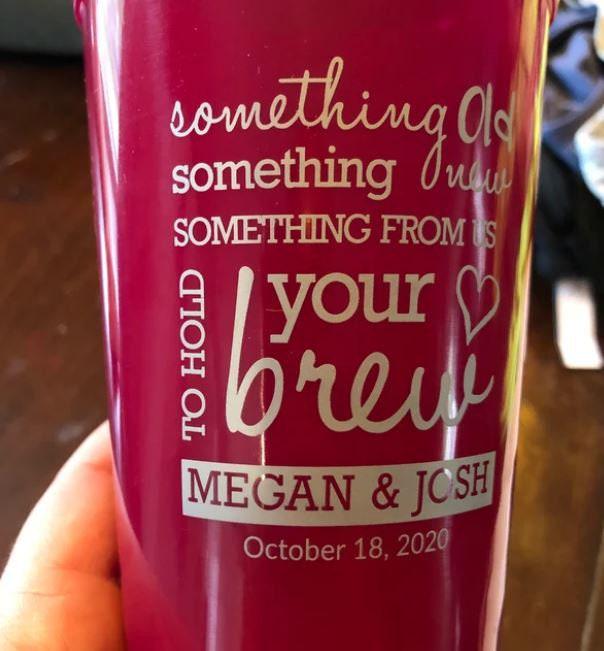 something Old
something new
SOMETHING FROM US
TO HOLD
your
brew
MEGAN & JOSH
October 18, 2020